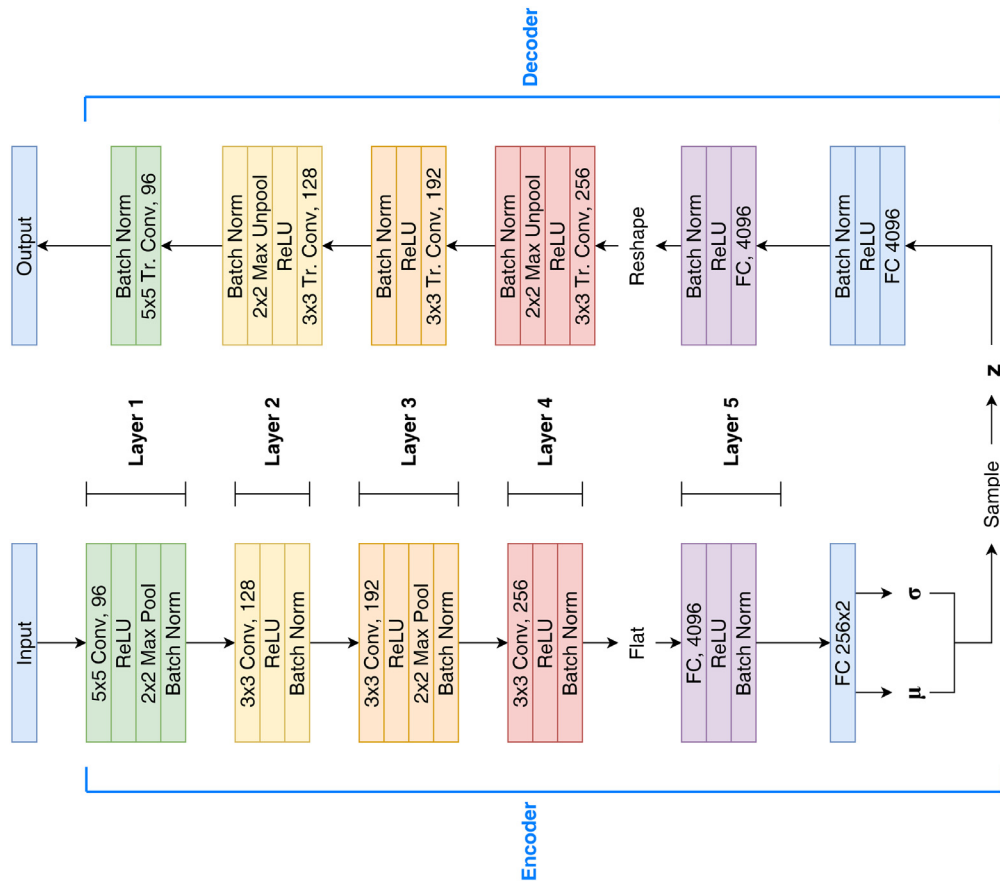 Encoder
Input
5x5 Conv, 96
ReLU
2x2 Max Pool
Batch Norm
3x3 Conv, 128
ReLU
Batch Norm
3x3 Conv, 192
ReLU
2x2 Max Pool
Batch Norm
3x3 Conv, 256
ReLU
Batch Norm
Flat
FC, 4096
ReLU
Batch Norm
FC 256x2
μ
σ
Sample
z
Layer 1
Layer 2
Layer 3
Layer 4
Layer 5
Output
Batch Norm
5x5 Tr. Conv, 96
Batch Norm
2x2 Max Unpool
ReLU
3x3 Tr. Conv, 128
Batch Norm
ReLU
3x3 Tr. Conv, 192
Batch Norm
2x2 Max Unpool
ReLU
3x3 Tr. Conv, 256
Reshape
Batch Norm
ReLU
FC, 4096
Batch Norm
ReLU
FC 4096
Decoder